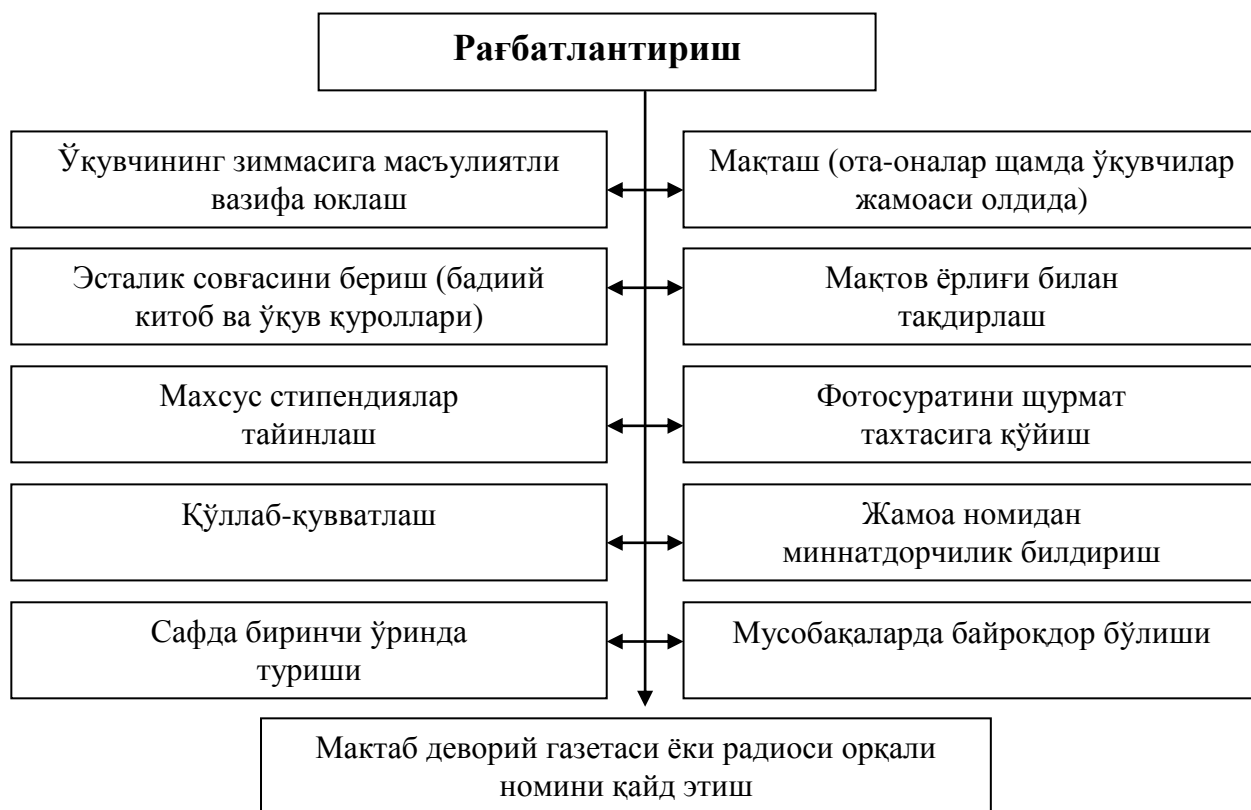 Рағбатлантириш
Ўқувчининг зиммасига масъулиятли
вазифа юклаш
Мақташ (ота-оналар щамда ўқувчилар
жамоаси олдида)
Эсталик совғасини бериш (бадиий
китоб ва ўқув қуроллари)
Мақтов ёрлиғи билан
тақдирлаш
Махсус стипендиялар
тайинлаш
Фотосуратини щурмат
тахтасига қўйиш
Қўллаб-қувватлаш
Жамоа номидан
миннатдорчилик билдириш
Сафда биринчи ўринда
туриши
Мусобақаларда байроқдор бўлиши
Мактаб деворий газетаси ёки радиоси орқали
номини қайд этиш